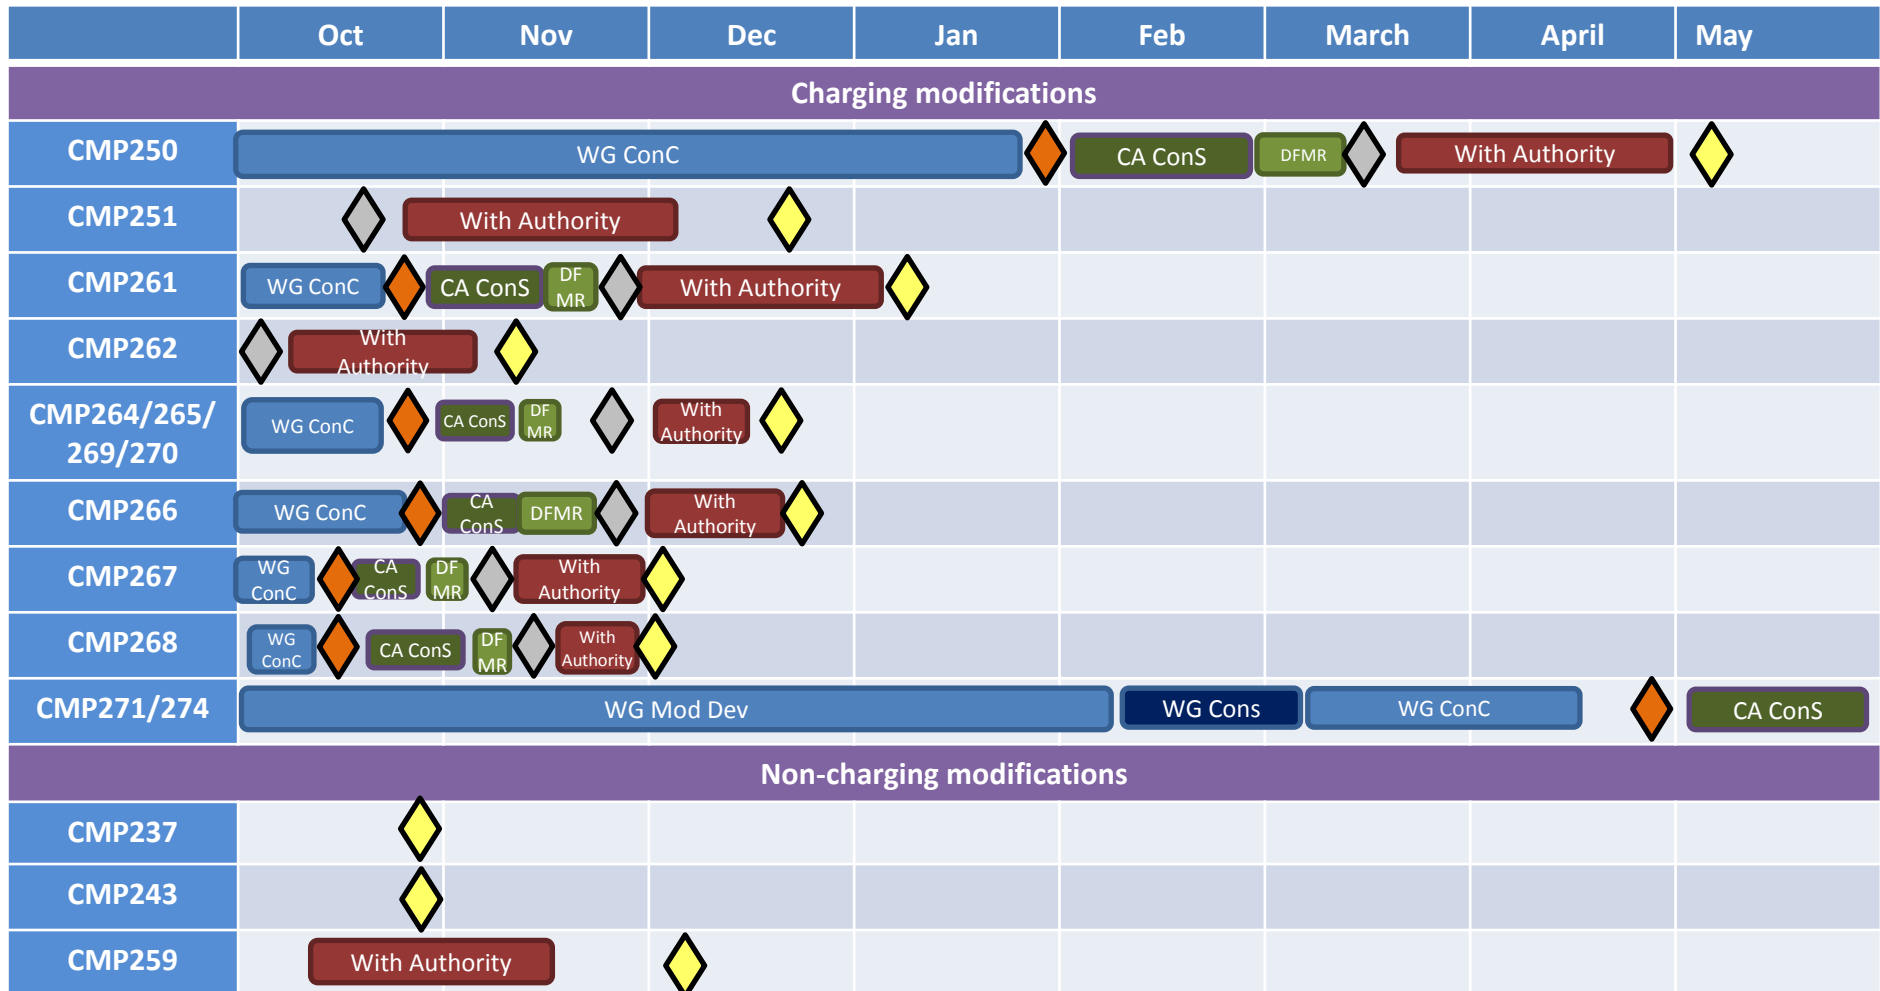 Oct Nov Dec Jan Feb March April May
Charging modifications
CMP250 WG ConC CA ConS DFMR With Authority
CMP251 With Authority
CMP261 WG ConC CA ConS DF
MR With Authority
CMP262 With
Authority
CMP264/265/
269/270 WG ConC CA ConS DF
MR With
Authority
CMP266 WG ConC CA
ConS DFMR With
Authority
CMP267 WG
ConC CA
ConS DF
MR With
Authority
CMP268 WG
ConC CA ConS DF
MR With
Authority
CMP271/274 WG Mod Dev WG Cons WG ConC CA ConS
Non-charging modifications
CMP237
CMP243
CMP259 With Authority